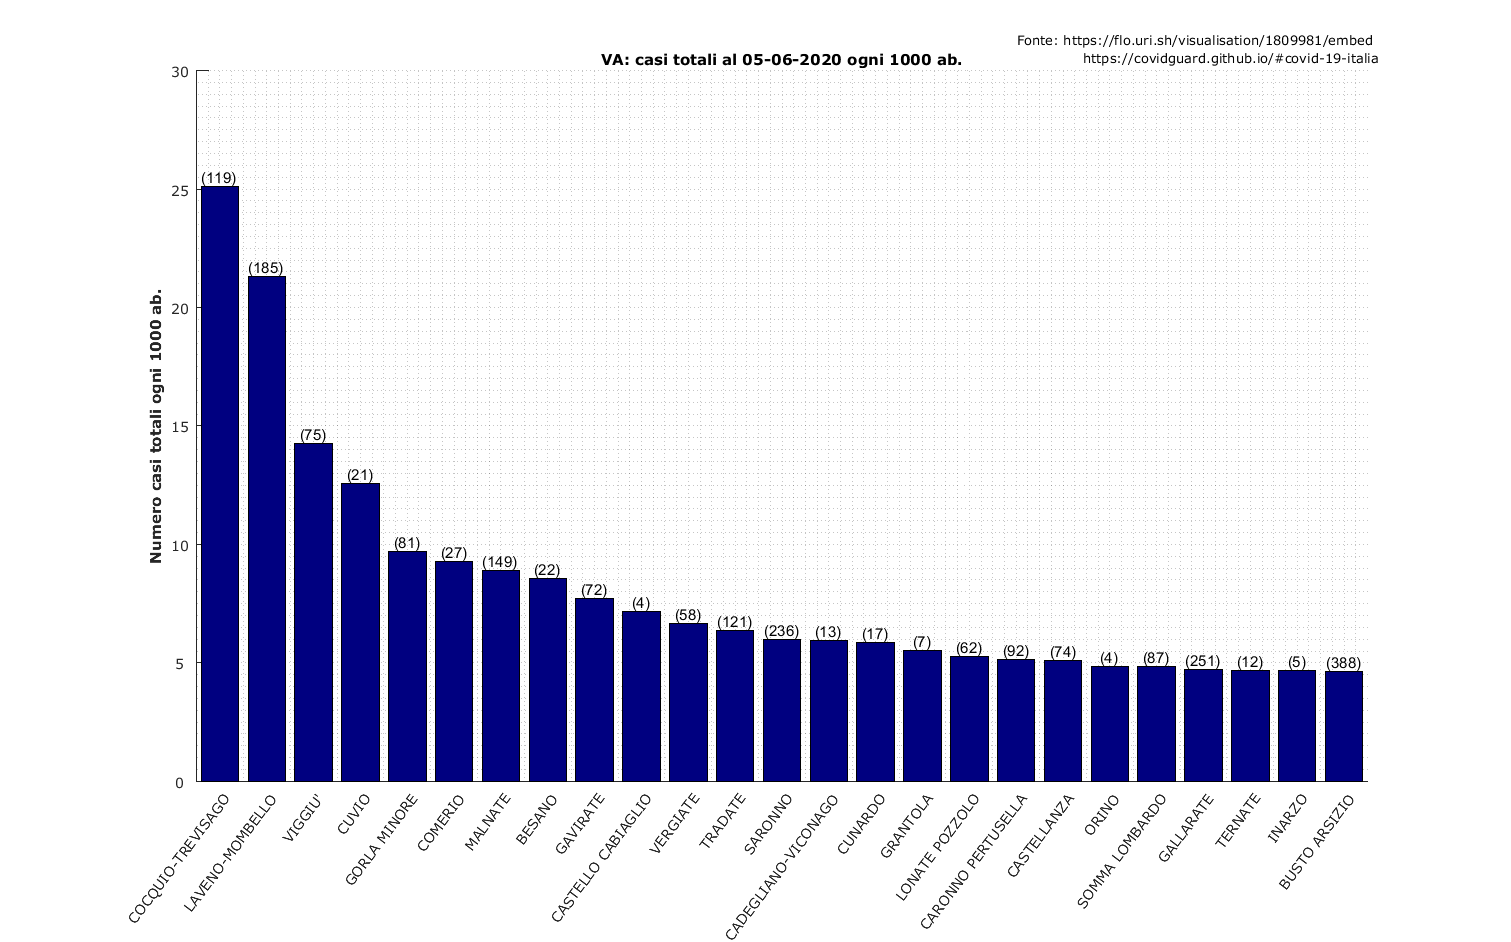 Fonte: https://flo.uri.sh/visualisation/1809981/embed
https://covidguard.github.io/#covid-19-italia
VA: casi totali al 05-06-2020 ogni 1000 ab.
Numero casi totali ogni 1000 ab.
30
25
20
15
10
5
0
(119)
(185)
(75)
(21)
(81)
(27)
(149)
(22)
(72)
(4)
(58)
(121)
(236)
(13)
(17)
(7)
(62)
(92)
(74)
(4)
(87)
(251)
(12)
(5)
(388)
COCQUIO-TREVISAGO
LAVENO-MOMBELLO
VIGGIU'
CUVIO
GORLA MINORE
COMERIO
MALNATE
BESANO
GAVIRATE
CASTELLO CABIAGLIO
VERGIATE
TRADATE
SARONNO
CADEGLIANO-VICONAGO
CUNARDO
GRANTOLA
LONATE POZZOLO
CARONNO PERTUSELLA
CASTELLANZA
ORINO
SOMMA LOMBARDO
GALLARATE
TERNATE
INARZO
BUSTO ARSIZIO